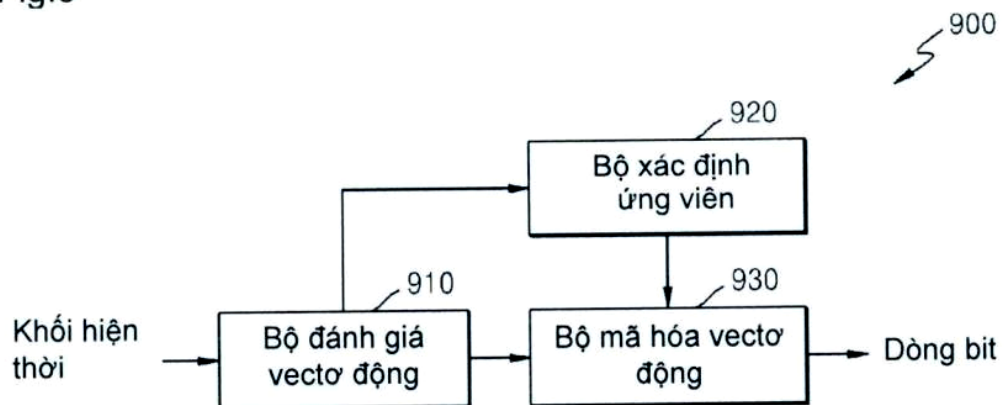 900
920
Bộ xác định
ứng viên
910
930
Khối hiện
thời
Bộ đánh giá
vectơ động
Bộ mã hóa vectơ
động
Dòng bit